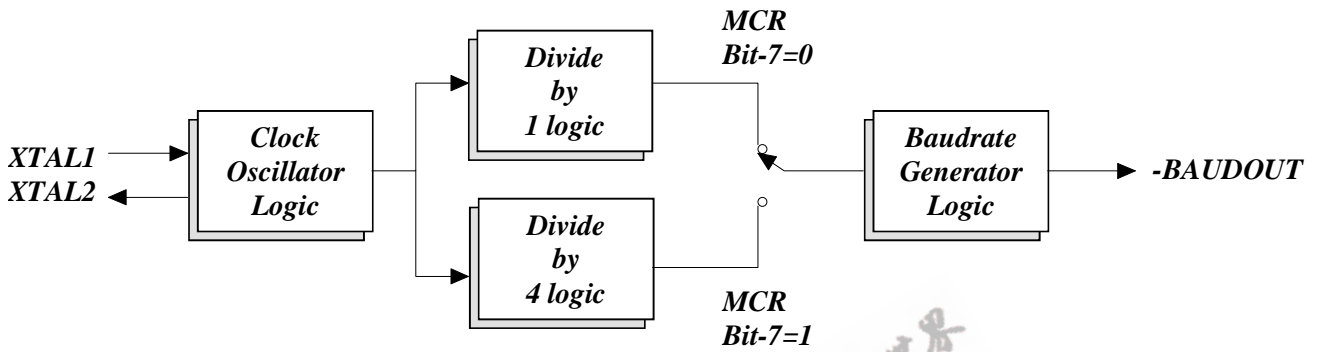 MCR
Bit-7=0
Divide
by
1 logic
XTAL1
XTAL2
Clock
Oscillator
Logic
Baudrate
Generator
Logic
-BAUDOUT
Divide
by
4 logic
MCR
Bit-7=1